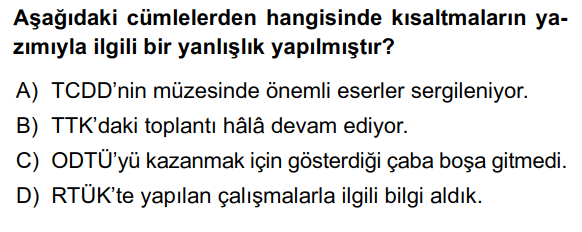 Aşağıdaki cümlelerden hangisinde kısaltmaların ya-
zımıyla ilgili bir yanlışlık yapılmıştır?
A) TCDD’nin müzesinde önemli eserler sergileniyor.
B) TTK’daki toplantı hâlâ devam ediyor.
C) ODTÜ’yü kazanmak için gösterdiği çaba boşa gitmedi.
D) RTÜK’te yapılan çalışmalarla ilgili bilgi aldık.